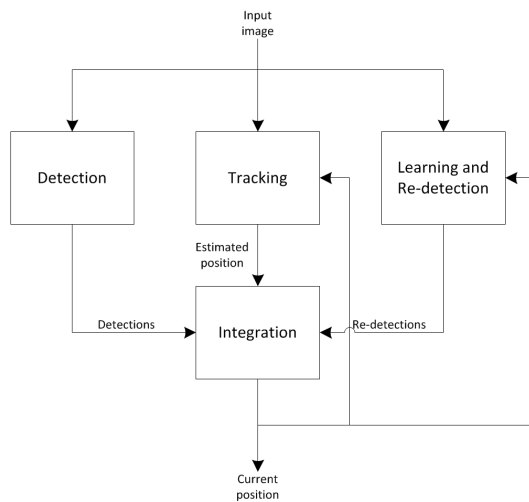 Input
image
Detection
Tracking
Learning and
Re-detection
Estimated
position
Detections
Integration
Re-detections
Current
position